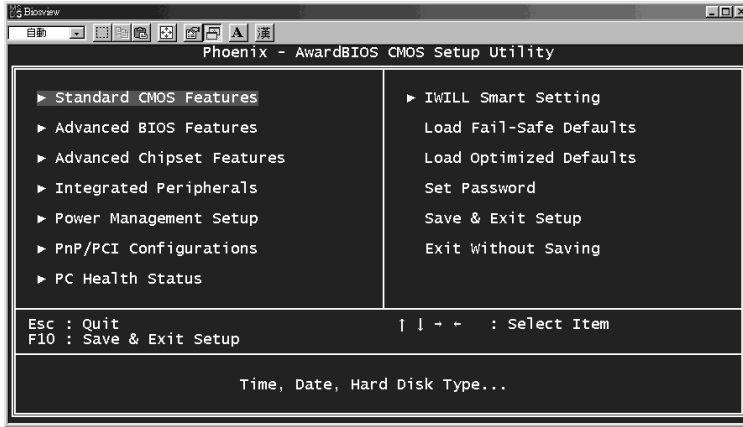 Biosview
自動
A 漢
Phoenix - AwardBIOS CMOS Setup Utility
▶ Standard CMOS Features
▶ Advanced BIOS Features
▶ Advanced Chipset Features
▶ Integrated Peripherals
▶ Power Management Setup
▶ PnP/PCI Configurations
▶ PC Health Status
▶ IWILL Smart Setting
Load Fail-Safe Defaults
Load Optimized Defaults
Set Password
Save & Exit Setup
Exit Without Saving
Esc : Quit
F10 : Save & Exit Setup
↑ ↓ → ← : Select Item
Time, Date, Hard Disk Type...